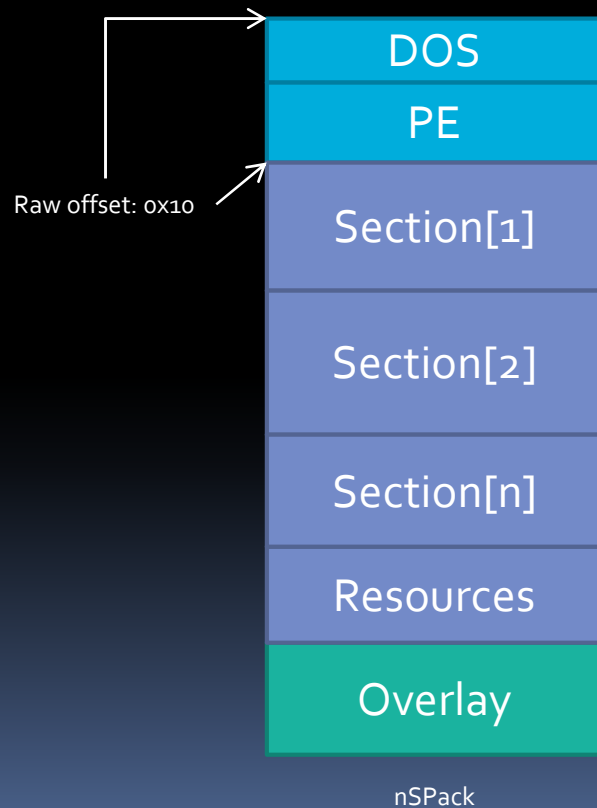 DOS
PE
Raw offset: 0x10
Section[1]
Section[2]
Section[n]
Resources
Overlay
nSPack